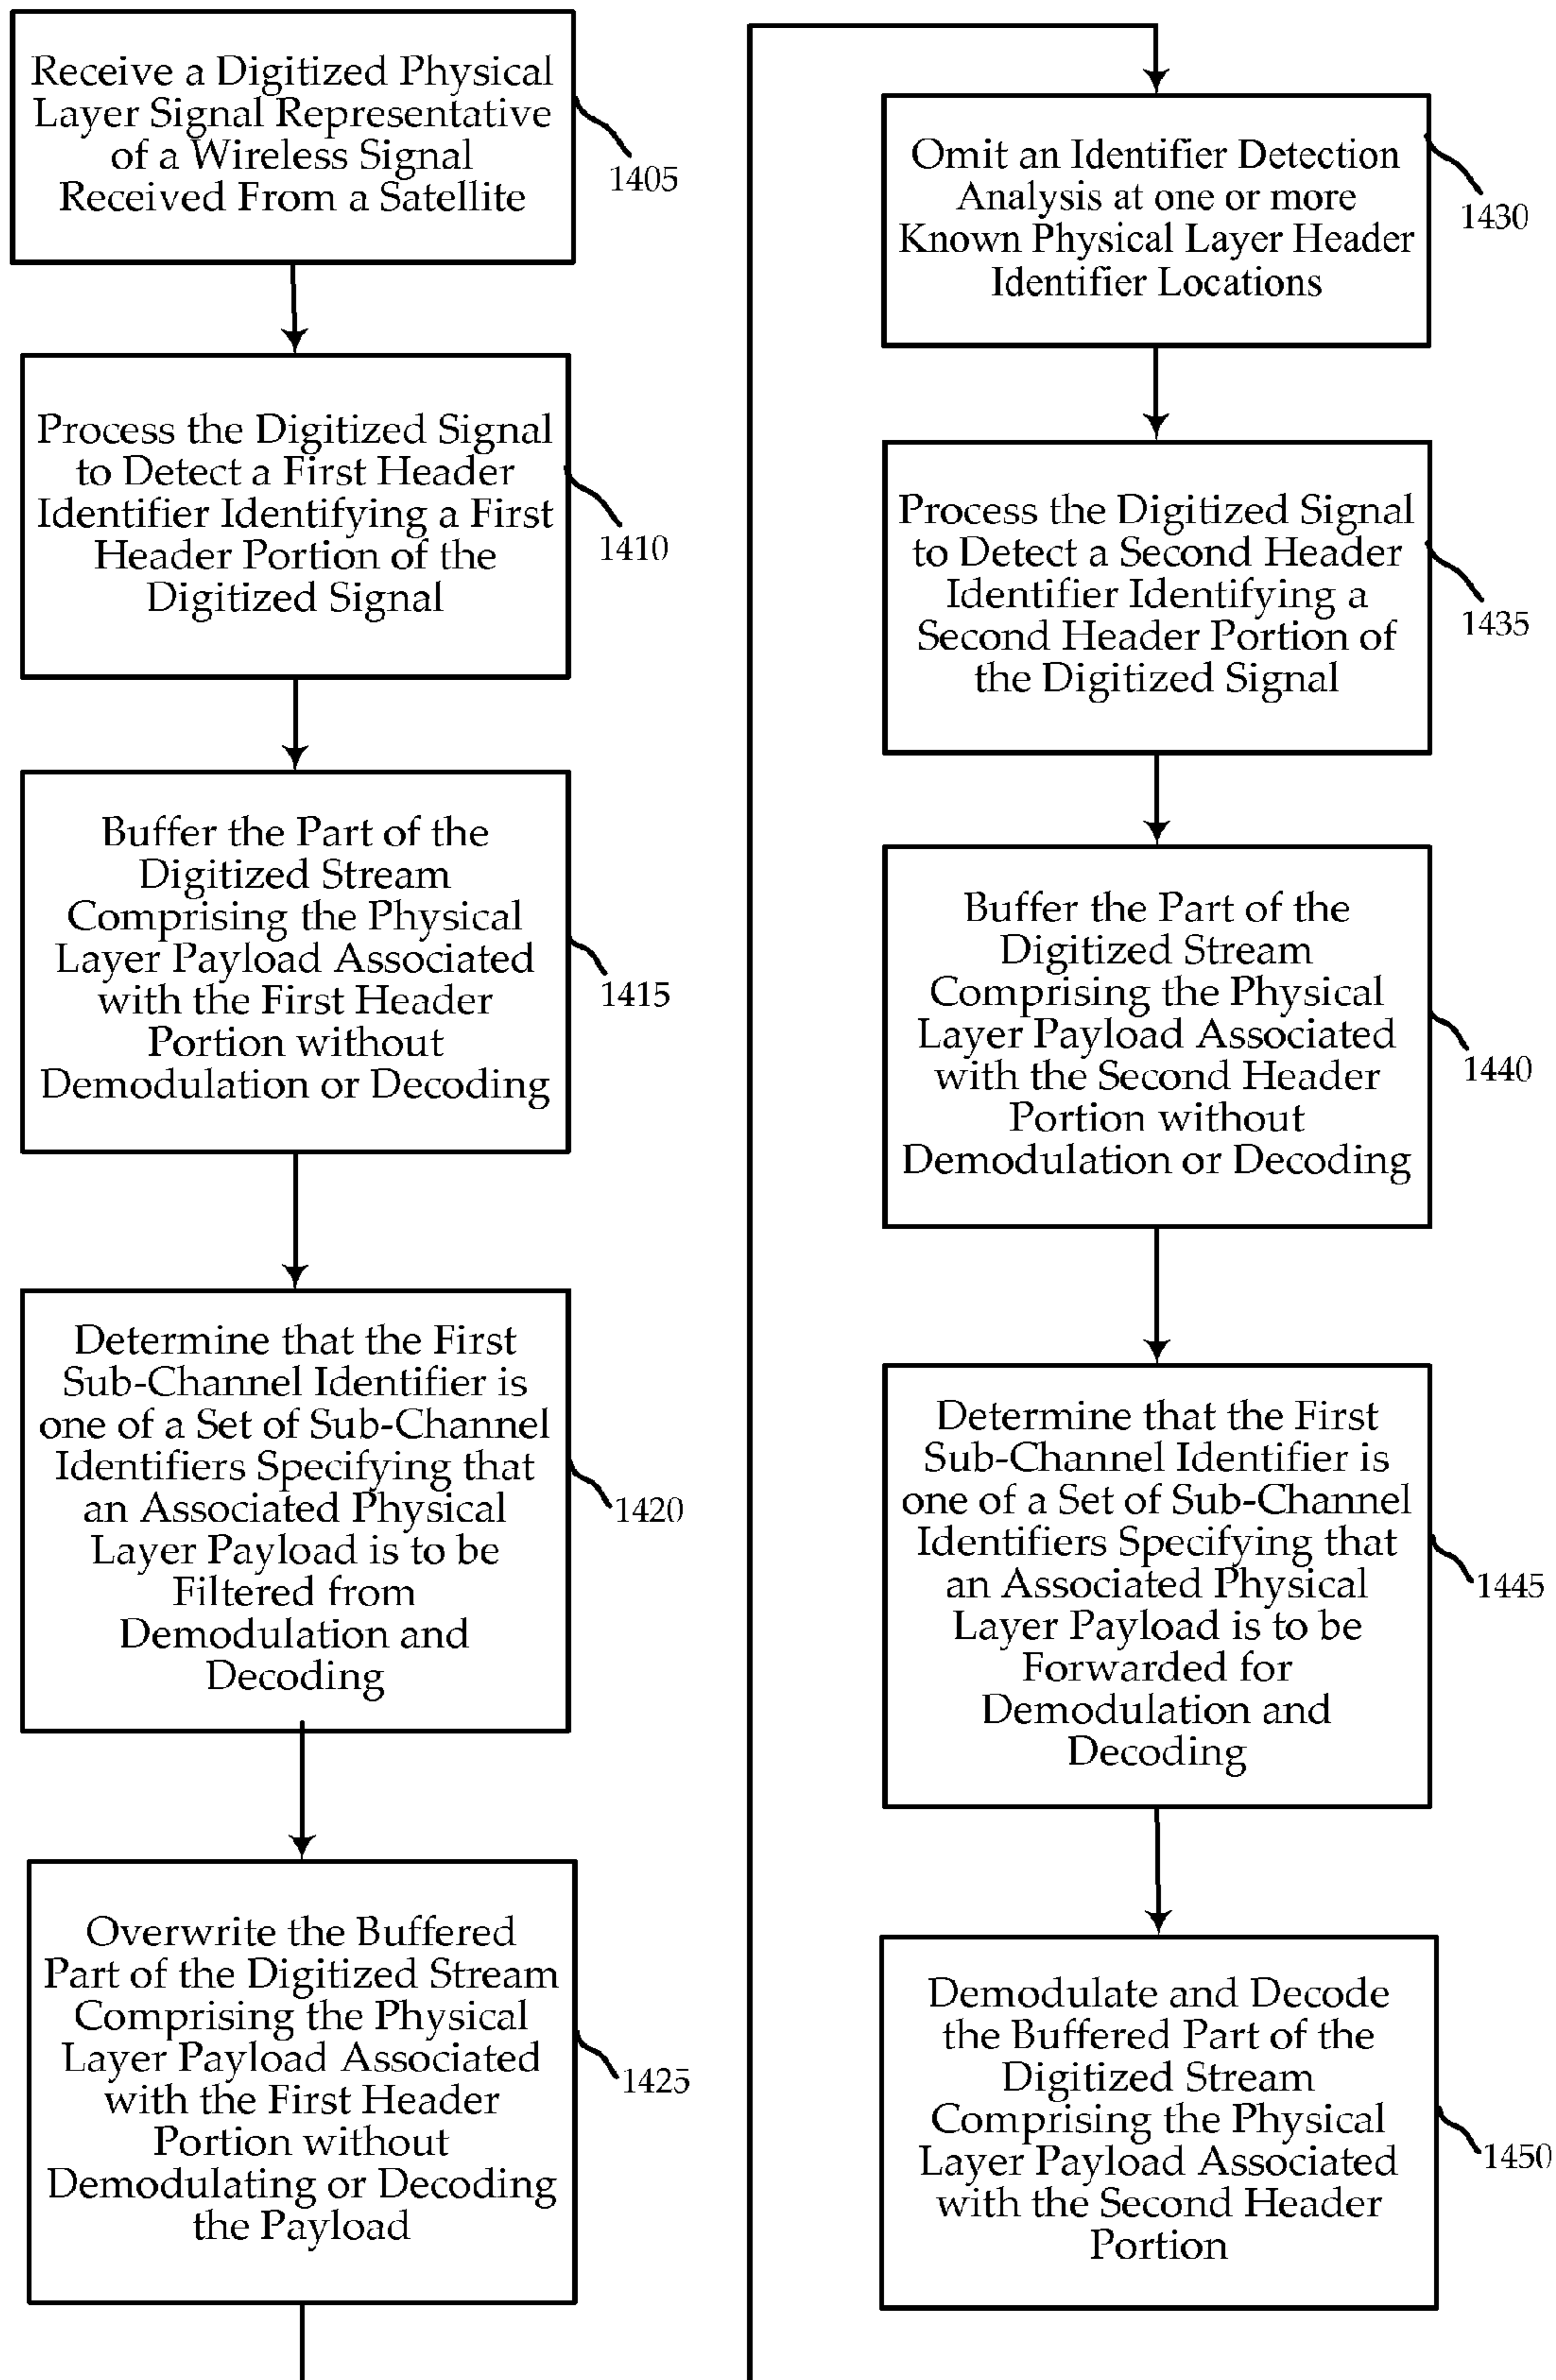 Receive a Digitized Physical
Layer Signal Representative
of a Wireless Signal
Received From a Satellite
1405
Process the Digitized Signal
to Detect a First Header
Identifier Identifying a First
Header Portion of the
Digitized Signal
1410
Buffer the Part of the
Digitized Stream
Comprising the Physical
Layer Payload Associated
with the First Header
Portion without
Demodulation or Decoding
1415
Determine that the First
Sub-Channel Identifier is
one of a Set of Sub-Channel
Identifiers Specifying that
an Associated Physical
Layer Payload is to be
Filtered from
Demodulation and
Decoding
1420
Overwrite the Buffered
Part of the Digitized Stream
Comprising the Physical
Layer Payload Associated
with the First Header
Portion without
Demodulating or Decoding
the Payload
1425
Omit an Identifier Detection
Analysis at one or more
Known Physical Layer Header
Identifier Locations
1430
Process the Digitized Signal
to Detect a Second Header
Identifier Identifying a
Second Header Portion of
the Digitized Signal
1435
Buffer the Part of the
Digitized Stream
Comprising the Physical
Layer Payload Associated
with the Second Header
Portion without
Demodulation or Decoding
1440
Determine that the First
Sub-Channel Identifier is
one of a Set of Sub-Channel
Identifiers Specifying that
an Associated Physical
Layer Payload is to be
Forwarded for
Demodulation and
Decoding
1445
Demodulate and Decode
the Buffered Part of the
Digitized Stream
Comprising the Physical
Layer Payload Associated
with the Second Header
Portion
1450